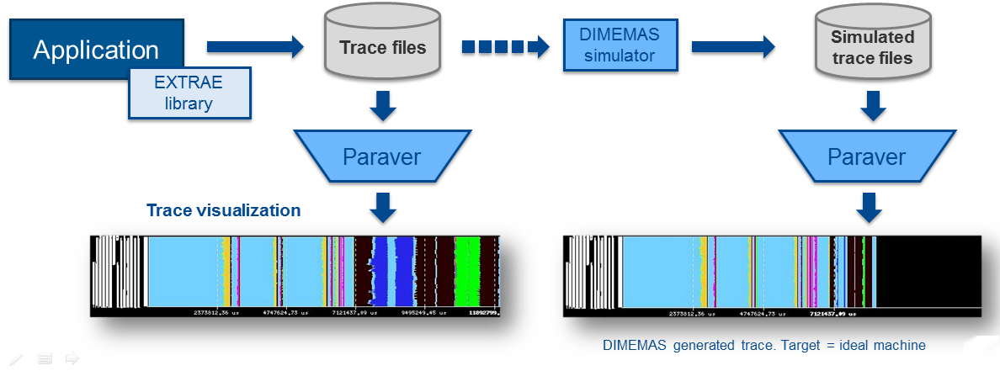 Application
EXTRAE
library
Trace files
DIMEMAS
simulator
Simulated
trace files
Paraver
Paraver
Trace visualization
2373812.36 us
4747624.73 us
7121437.09 us
9495249.45 us
11892799.
2373812.36 us
4747624.73 us
7121437.09 us
DIMEMAS generated trace. Target = ideal machine